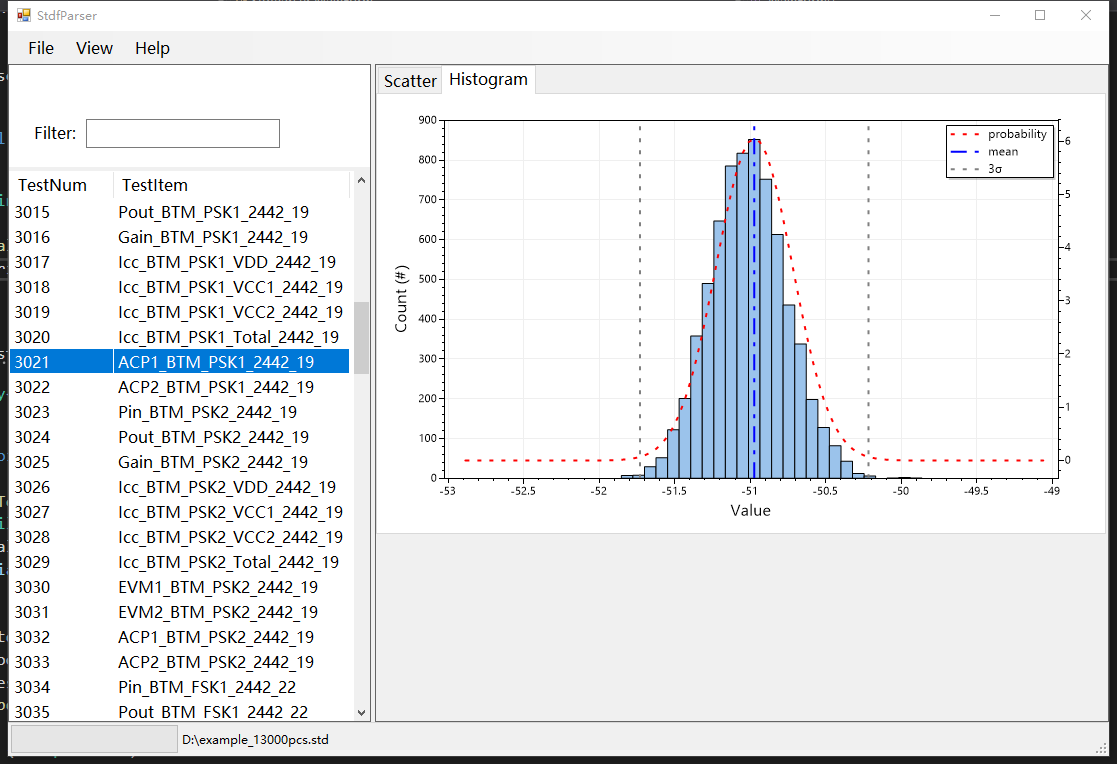 StdfParser
File View Help
Filter:
TestNum TestItem
3015 Pout_BTM_PSK1_2442_19
3016 Gain_BTM_PSK1_2442_19
3017 Icc_BTM_PSK1_VDD_2442_19
3018 Icc_BTM_PSK1_VCC1_2442_19
3019 Icc_BTM_PSK1_VCC2_2442_19
3020 Icc_BTM_PSK1_Total_2442_19
3021 ACP1_BTM_PSK1_2442_19
3022 ACP2_BTM_PSK1_2442_19
3023 Pin_BTM_PSK2_2442_19
3024 Pout_BTM_PSK2_2442_19
3025 Gain_BTM_PSK2_2442_19
3026 Icc_BTM_PSK2_VDD_2442_19
3027 Icc_BTM_PSK2_VCC1_2442_19
3028 Icc_BTM_PSK2_VCC2_2442_19
3029 Icc_BTM_PSK2_Total_2442_19
3030 EVM1_BTM_PSK2_2442_19
3031 EVM2_BTM_PSK2_2442_19
3032 ACP1_BTM_PSK2_2442_19
3033 ACP2_BTM_PSK2_2442_19
3034 Pin_BTM_FSK1_2442_22
3035 Pout_BTM_FSK1_2442_22
Scatter Histogram
900
800
700
600
500
400
300
200
100
0
Count (#)
probability
mean
3σ
6
5
4
3
2
1
0
-53 -52.5 -52 -51.5 -51 -50.5 -50 -49.5 -49
Value
D:\example_13000pcs.std